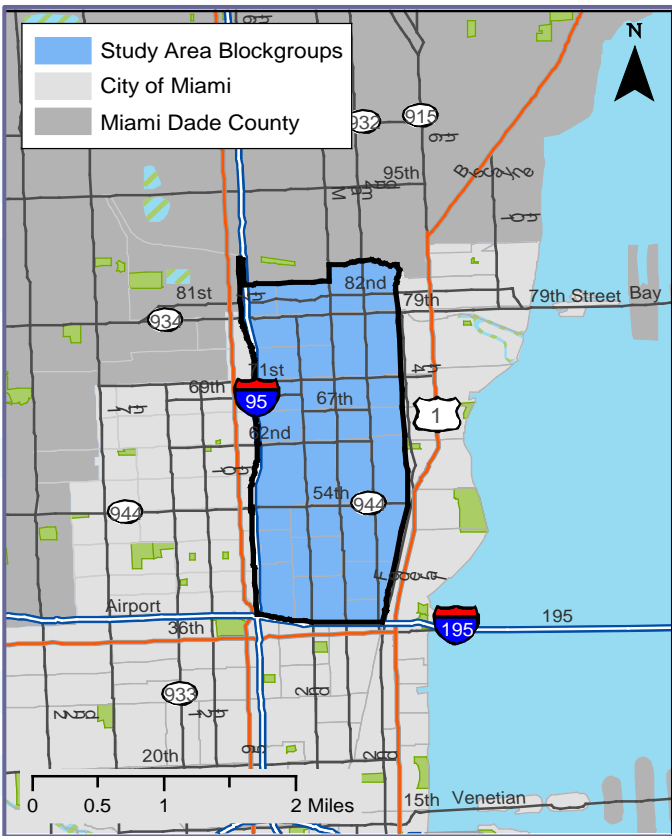 Study Area Blockgroups
City of Miami
Miami Dade County
N
932
915
95th
82nd
81st
79th
79th Street
Bay
934
71st
69th
67th
95
1
62nd
54th
944
944
Airport
195
36th
195
933
20th
15th
Venetian
0
0.5
1
2 Miles